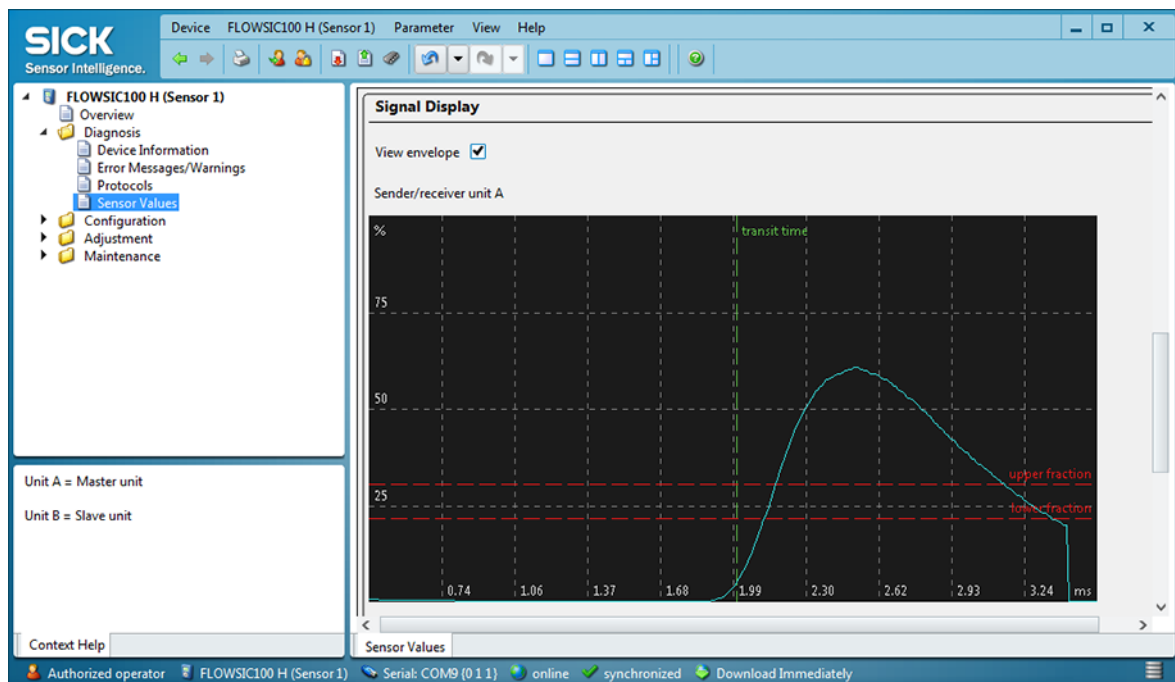 SICK
Sensor Intelligence.
Device FLOWSIC100 H (Sensor 1) Parameter View Help
FLOWSIC100 H (Sensor 1)
Overview
Diagnosis
Device Information
Error Messages/Warnings
Protocols
Sensor Values
Configuration
Adjustment
Maintenance
Unit A = Master unit
Unit B = Slave unit
Context Help
Signal Display
View envelope
Sender/receiver unit A
% transit time
75
50
upper fraction
25
lower fraction
0.74 1.06 1.37 1.68 1.99 2.30 2.62 2.93 3.24 ms
Sensor Values
Authorized operator FLOWSIC100 H (Sensor 1) Serial: COM9 {0 1 1} online synchronized Download Immediately